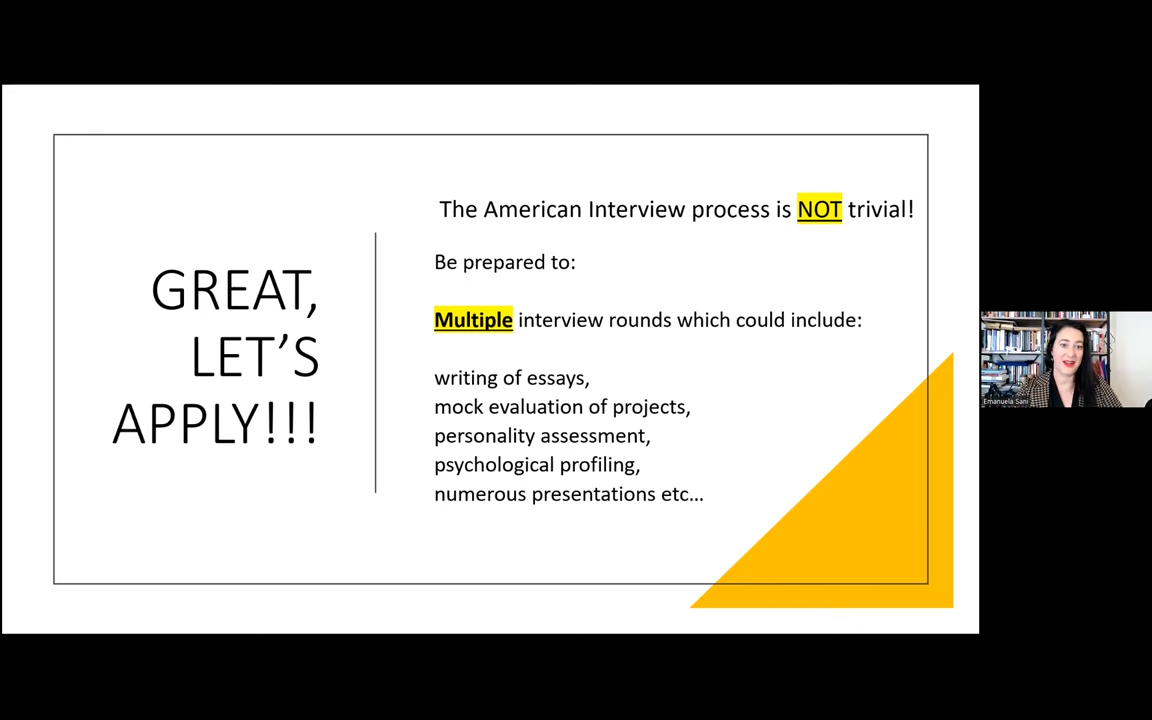 GREAT,
LET’S
APPLY!!!
The American Interview process is NOT trivial!
Be prepared to:
Multiple interview rounds which could include:
writing of essays,
mock evaluation of projects,
personality assessment,
psychological profiling,
numerous presentations etc…
Emanuela Sani